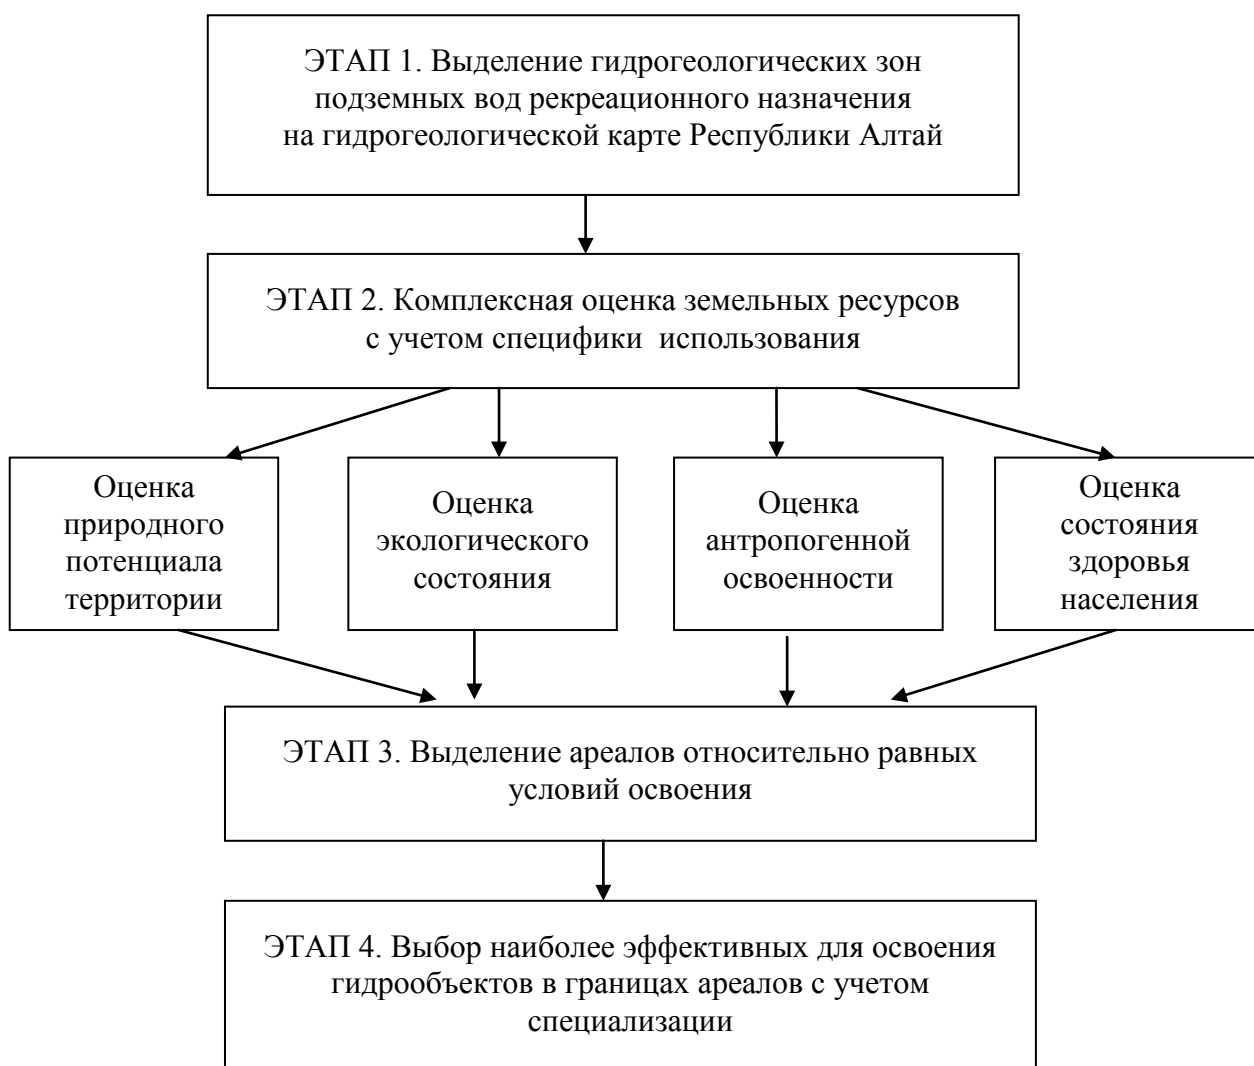 ЭТАП 1. Выделение гидрогеологических зон
подземных вод рекреационного назначения
на гидрогеологической карте Республики Алтай
ЭТАП 2. Комплексная оценка земельных ресурсов
с учетом специфики использования
Оценка
природного
потенциала
территории
Оценка
экологического
состояния
Оценка
антропогенной
освоенности
Оценка
состояния
здоровья
населения
ЭТАП 3. Выделение ареалов относительно равных
условий освоения
ЭТАП 4. Выбор наиболее эффективных для освоения
гидрообъектов в границах ареалов с учетом
специализации